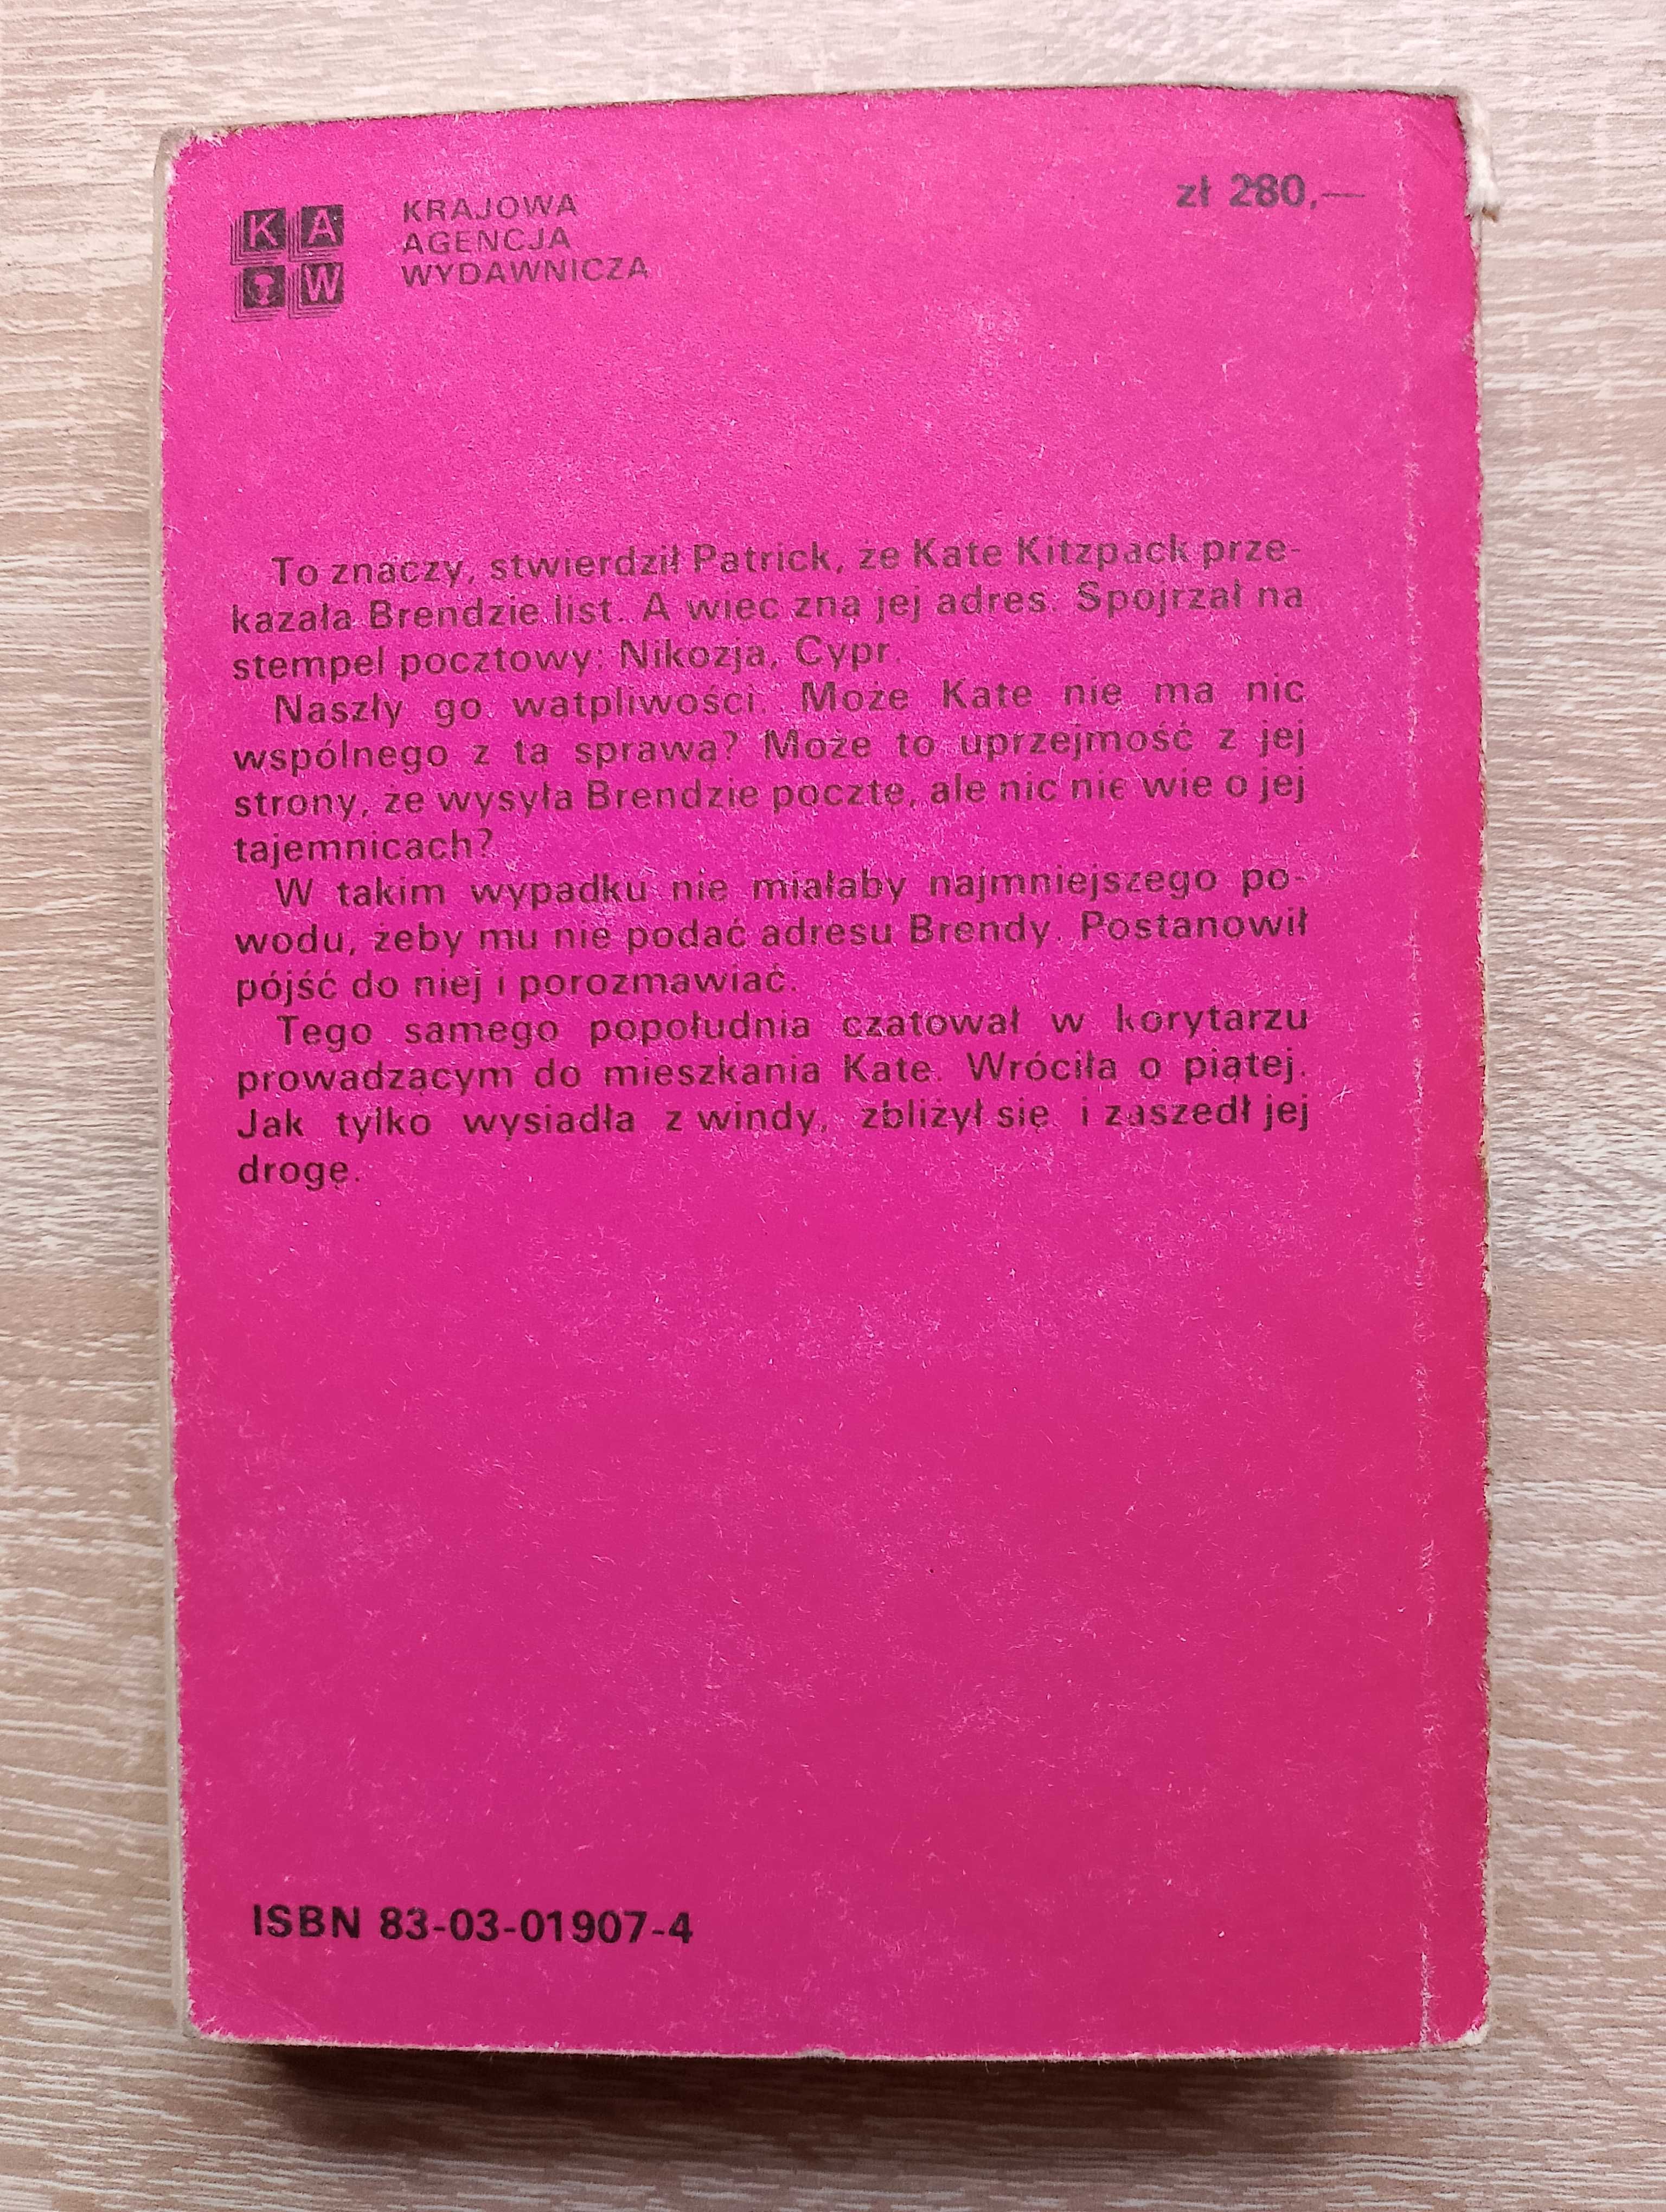 K A
W
KRAJOWA
AGENCJA
WYDAWNICZA
zł 280,—
To znaczy, stwierdził Patrick, że Kate Kitzpack prze-
kazała Brendzie list. A więc zna jej adres. Spojrzał na
stempel pocztowy: Nikozja, Cypr.
Naszły go wątpliwości. Może Kate nie ma nic
wspólnego z tą sprawą? Może to uprzejmość z jej
strony, że wysyła Brendzie pocztę, ale nic nie wie o jej
tajemnicach?
W takim wypadku nie miałaby najmniejszego po-
wodu, żeby mu nie podać adresu Brendy. Postanowił
pójść do niej i porozmawiać.
Tego samego popołudnia czatował w korytarzu
prowadzącym do mieszkania Kate. Wróciła o piątej.
Jak tylko wysiadła z windy, zbliżył się i zaszedł jej
drogę.
ISBN 83-03-01907-4